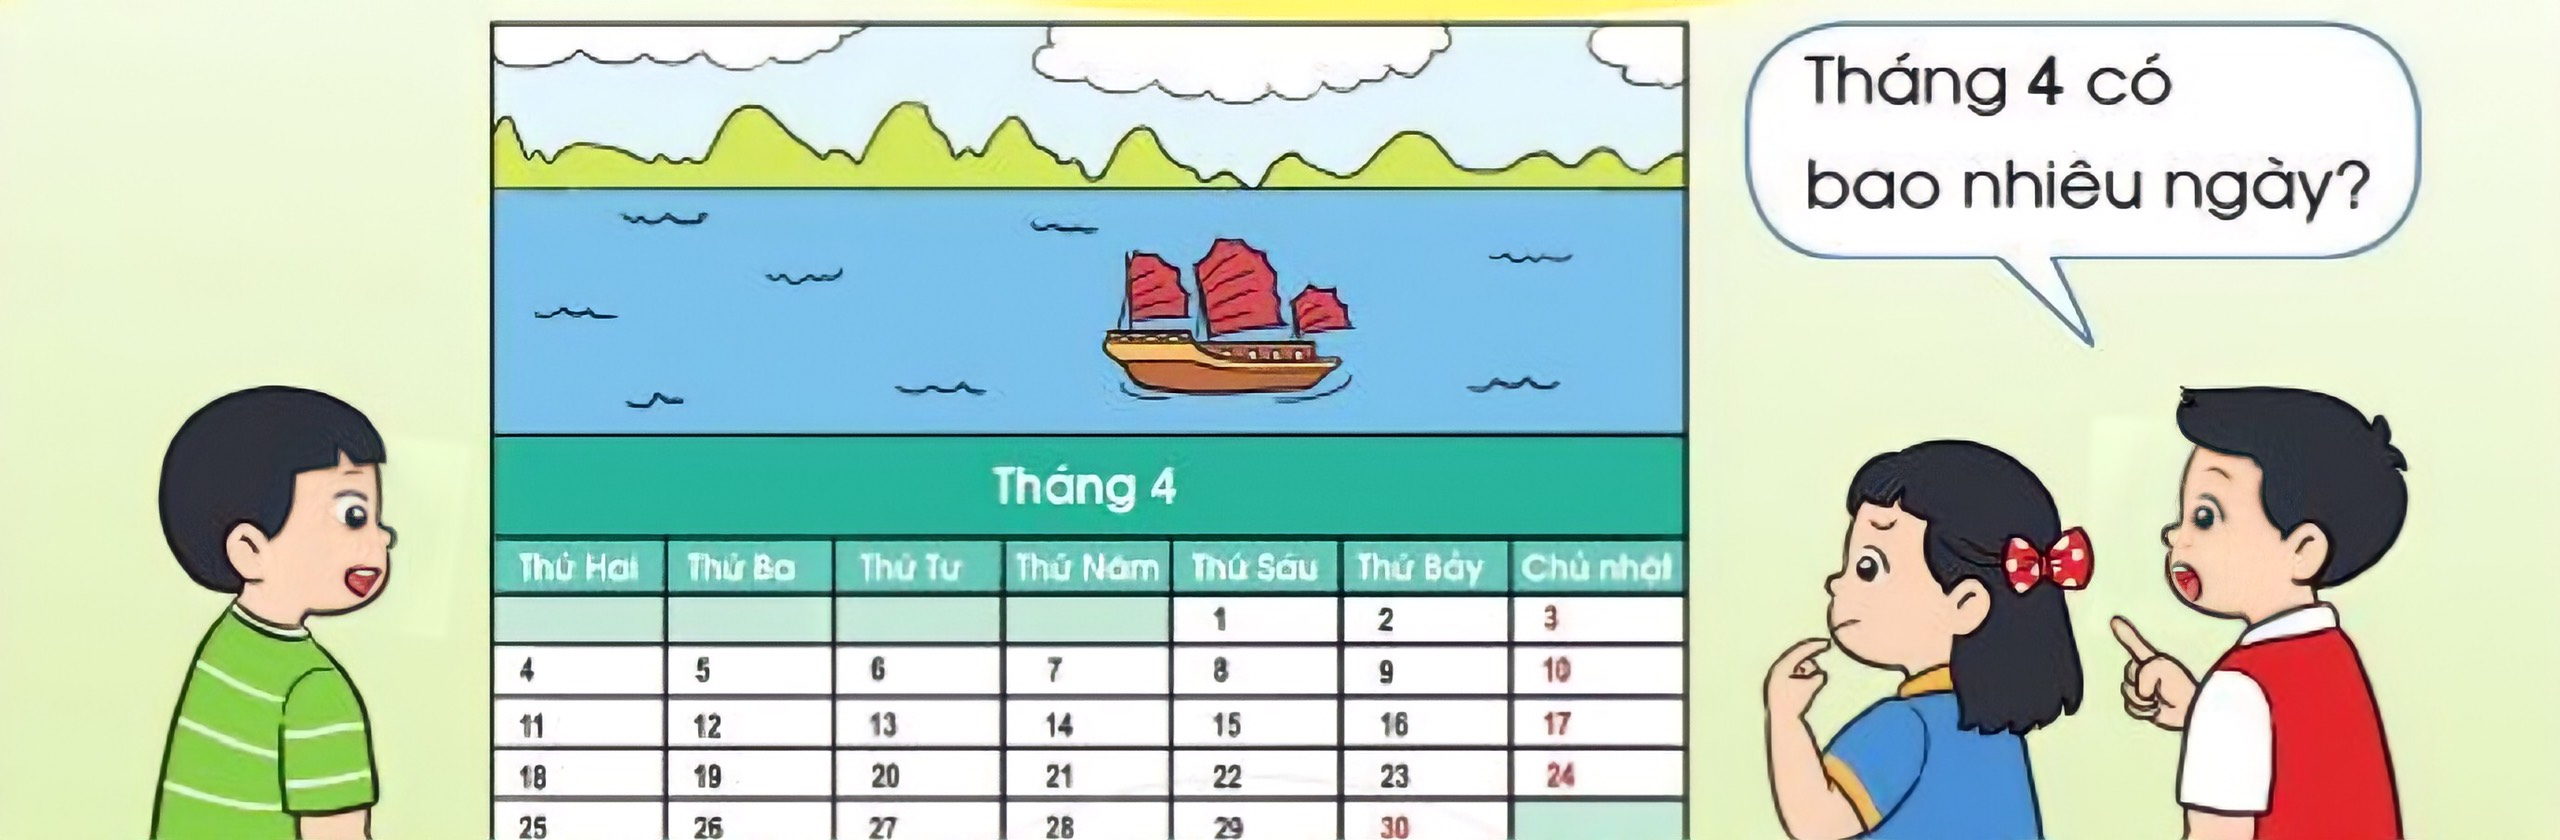 Tháng 4 có
bao nhiêu ngày?
Tháng 4
Thứ Hai Thứ Ba Thứ Tư Thứ Năm Thứ Sáu Thứ Bảy Chủ nhật
1 2 3
4 5 6 7 8 9 10
11 12 13 14 15 16 17
18 19 20 21 22 23 24
25 26 27 28 29 30